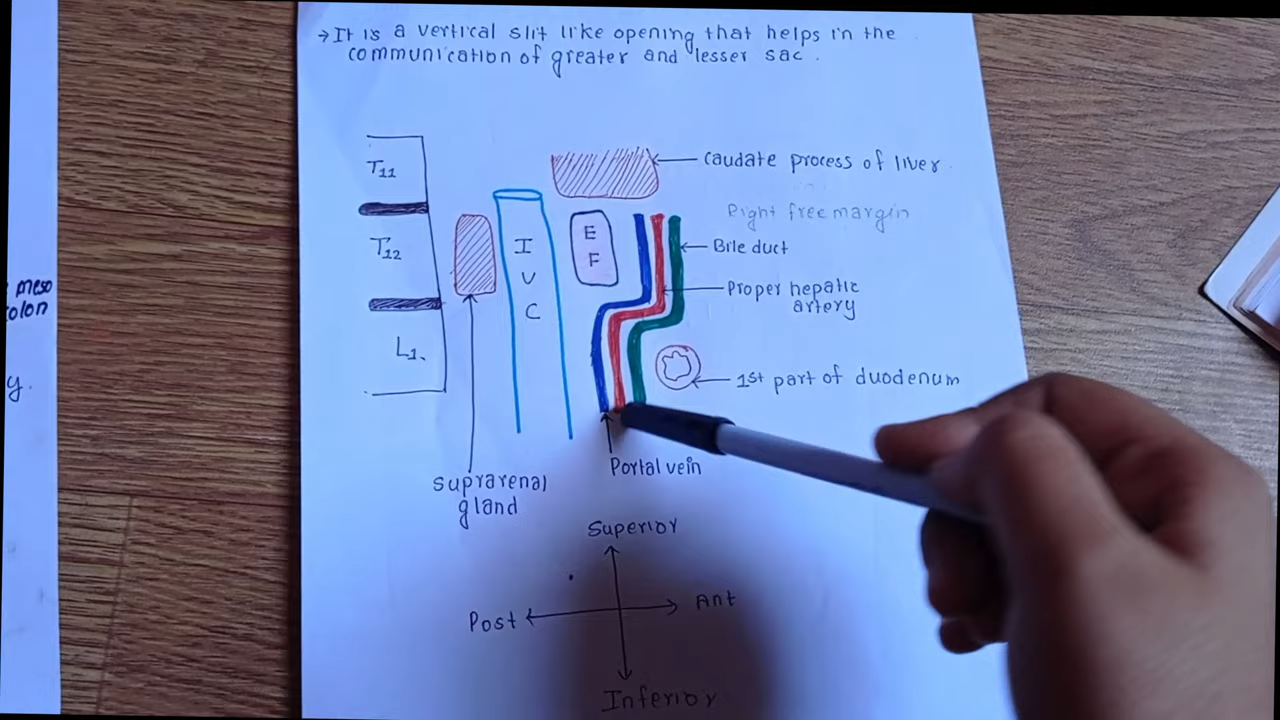 → It is a vertical slit like opening that helps in the
communication of greater and lesser sac.
T11
caudate process of liver
Right free margin
T12
E
F
I
V
C
Bile duct
Proper hepatic
artery
meso
colon
L1.
1st part of duodenum
y.
Portal vein
Suprarenal
gland
Superior
Post
Ant
Inferior